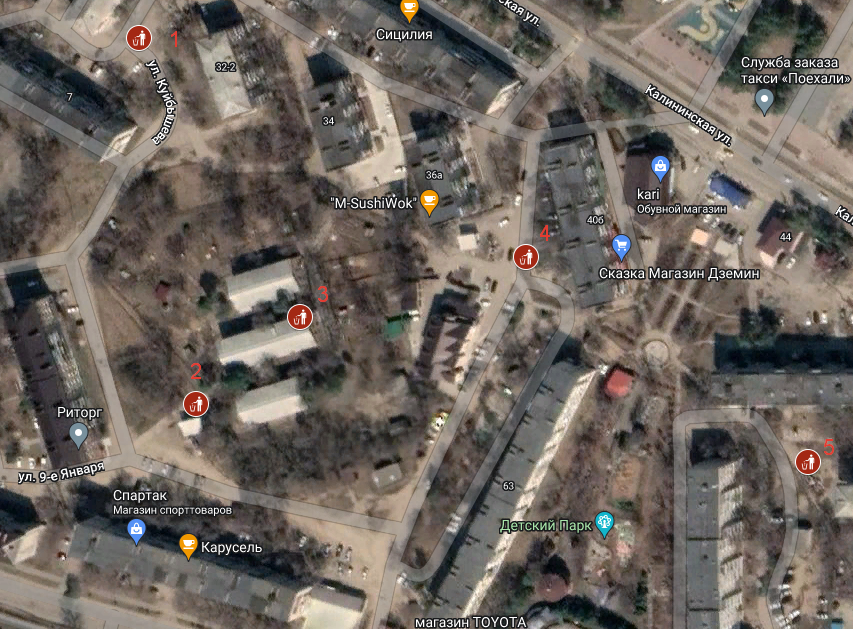 ская ул.
Сицилия
1
Служба заказа
такси «Поехали»
32-2
ул. Куйбышева
7
Калининская ул.
34
36а
"M-SushiWok"
kari
Обувной магазин
40б
4
44
Ка
Сказка Магазин Дземин
3
2
Риторг
ул. 9-е Января
5
63
Спартак
Магазин спорттоваров
Карусель
Детский Парк
магазин TOYOTA